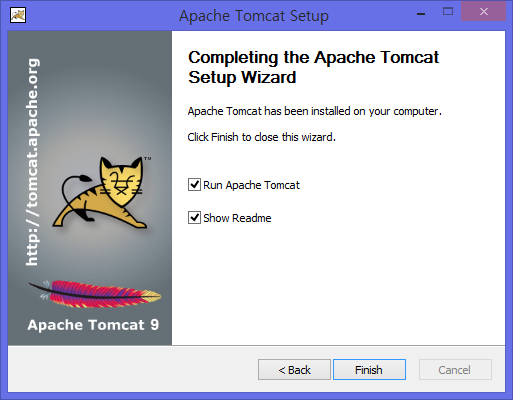 Apache Tomcat Setup
http://tomcat.apache.org
TM
Apache Tomcat 9
Completing the Apache Tomcat
Setup Wizard
Apache Tomcat has been installed on your computer.
Click Finish to close this wizard.
Run Apache Tomcat
Show Readme
< Back
Finish
Cancel